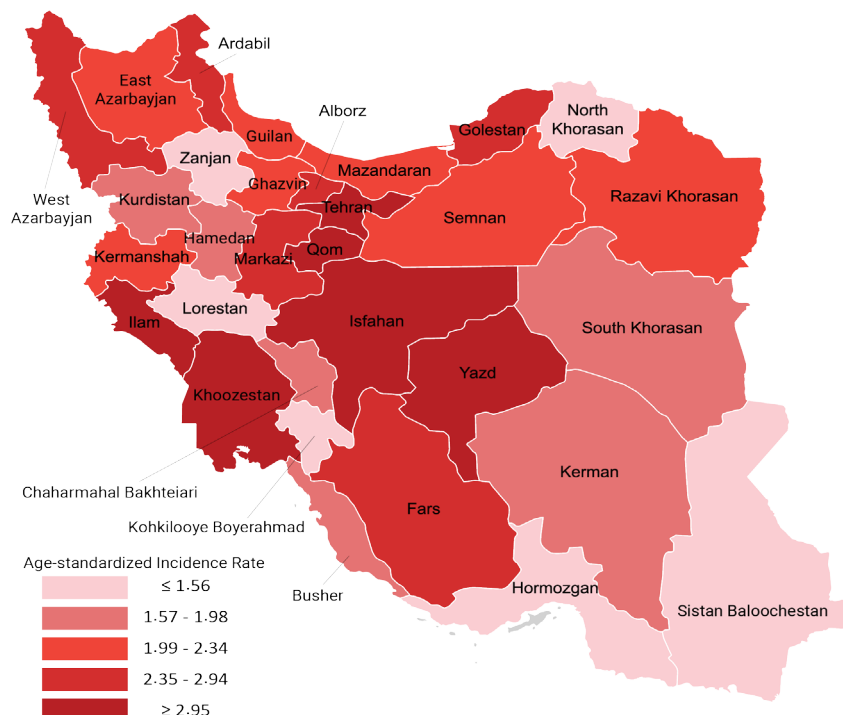 Ardabil
East
Azarbayjan
Alborz
North
Khorasan
Guilan
Golestan
Zanjan
Mazandaran
Ghazvin
West
Azarbayjan
Kurdistan
Tehran
Razavi Khorasan
Semnan
Hamedan
Kermanshah
Markazi
Qom
Lorestan
Ilam
Isfahan
South Khorasan
Yazd
Khoozestan
Kerman
Chaharmahal Bakhteiari
Fars
Kohkilooye Boyerahmad
Busher
Hormozgan
Sistan Baloochestan
Age-standardized Incidence Rate
≤ 1.56
1.57 - 1.98
1.99 - 2.34
2.35 - 2.94
≥ 2.95